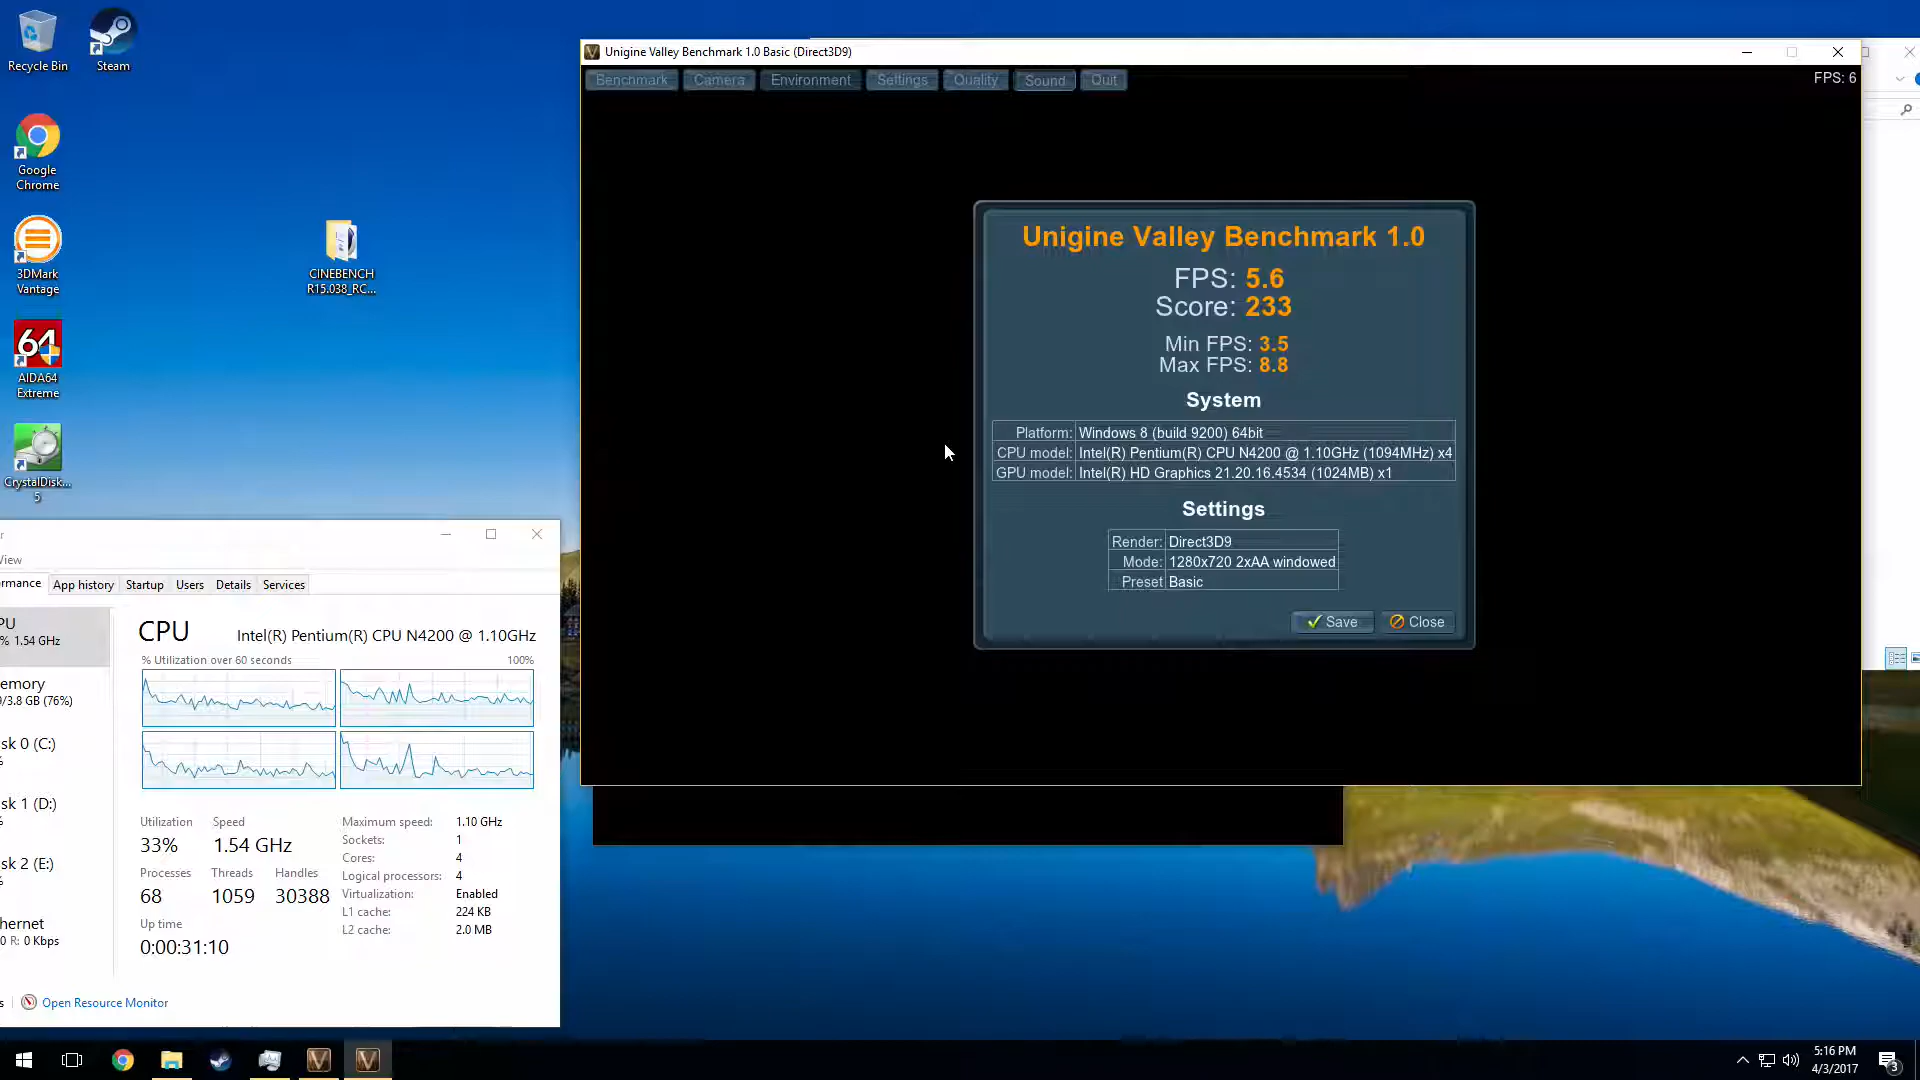 Recycle Bin
Steam
Google
Chrome
3DMark
Vantage
CINEBENCH
R15.038_RC...
AIDA64
Extreme
CrystalDisk...
5
Unigine Valley Benchmark 1.0 Basic (Direct3D9)
Benchmark
Camera
Environment
Settings
Quality
Sound
Quit
FPS: 6
Unigine Valley Benchmark 1.0
FPS: 5.6
Score: 233
Min FPS: 3.5
Max FPS: 8.8
System
Platform: Windows 8 (build 9200) 64bit
CPU model: Intel(R) Pentium(R) CPU N4200 @ 1.10GHz (1094MHz) x4
GPU model: Intel(R) HD Graphics 21.20.16.4534 (1024MB) x1
Settings
Render: Direct3D9
Mode: 1280x720 2xAA windowed
Preset Basic
Save
Close
r
View
rmance
App history
Startup
Users
Details
Services
PU
% 1.54 GHz
emory
/3.8 GB (76%)
sk 0 (C:)
sk 1 (D:)
sk 2 (E:)
hernet
0 R: 0 Kbps
CPU
Intel(R) Pentium(R) CPU N4200 @ 1.10GHz
% Utilization over 60 seconds
100%
Utilization
Speed
33%
1.54 GHz
Processes
Threads
Handles
68
1059
30388
Up time
0:00:31:10
Maximum speed: 1.10 GHz
Sockets: 1
Cores: 4
Logical processors: 4
Virtualization: Enabled
L1 cache: 224 KB
L2 cache: 2.0 MB
s
Open Resource Monitor
5:16 PM
4/3/2017
3
64